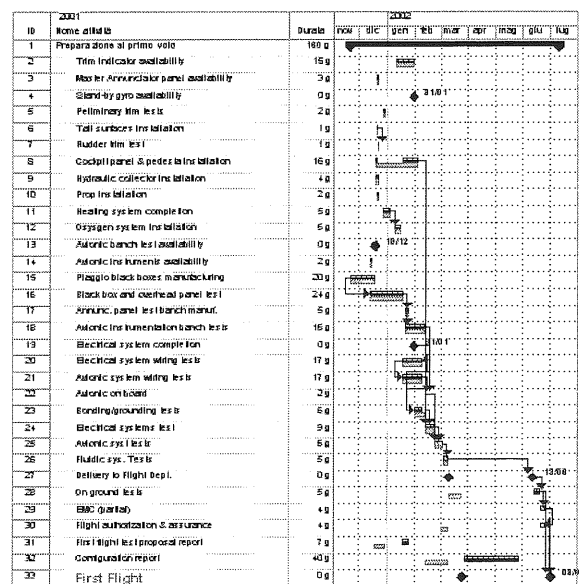 2001 2002
ID Nome attività Durata nov dic gen feb mar apr mag giu lug
1 Preparazione al primo volo 160 g
2 Trim indicator availability 15 g
3 Master Annunciator panel availability 3 g
4 Stand-by gyro availability 0 g 31/01
5 Peliminary trim tests 2 g
6 Tail surfaces installation 1 g
7 Rudder trim test 1 g
8 Cockpit panel & pedesta installation 16 g
9 Hydraulic collector installation 4 g
10 Prop installation 2 g
11 Heating system completion 5 g
12 Oxysgen system installation 5 g
13 Avionic banch test availability 0 g 19/12
14 Avionic instruments availability 2 g
15 Piaggio black boxes manufacturing 20 g
16 Black box and overhead panel test 24 g
17 Annunc. panel test banch manuf. 5 g
18 Avionic instrumentation banch tests 15 g
19 Electrical system completion 0 g 31/01
20 Electrical system wiring tests 17 g
21 Avionic system wiring tests 17 g
22 Avionic on board 2 g
23 Bonding/grounding tests 6 g
24 Electrical systems test 9 g
25 Avionic sys tests 6 g
26 Fluidic sys. Tests 5 g
27 Delivery to Flight Dept. 0 g
28 On ground tests 5 g
29 EMC (partial) 4 g
30 Flight authorization & assurance 4 g
31 First flight test proposal report 7 g
32 Configuration report 40 g
33 First Flight 0 g